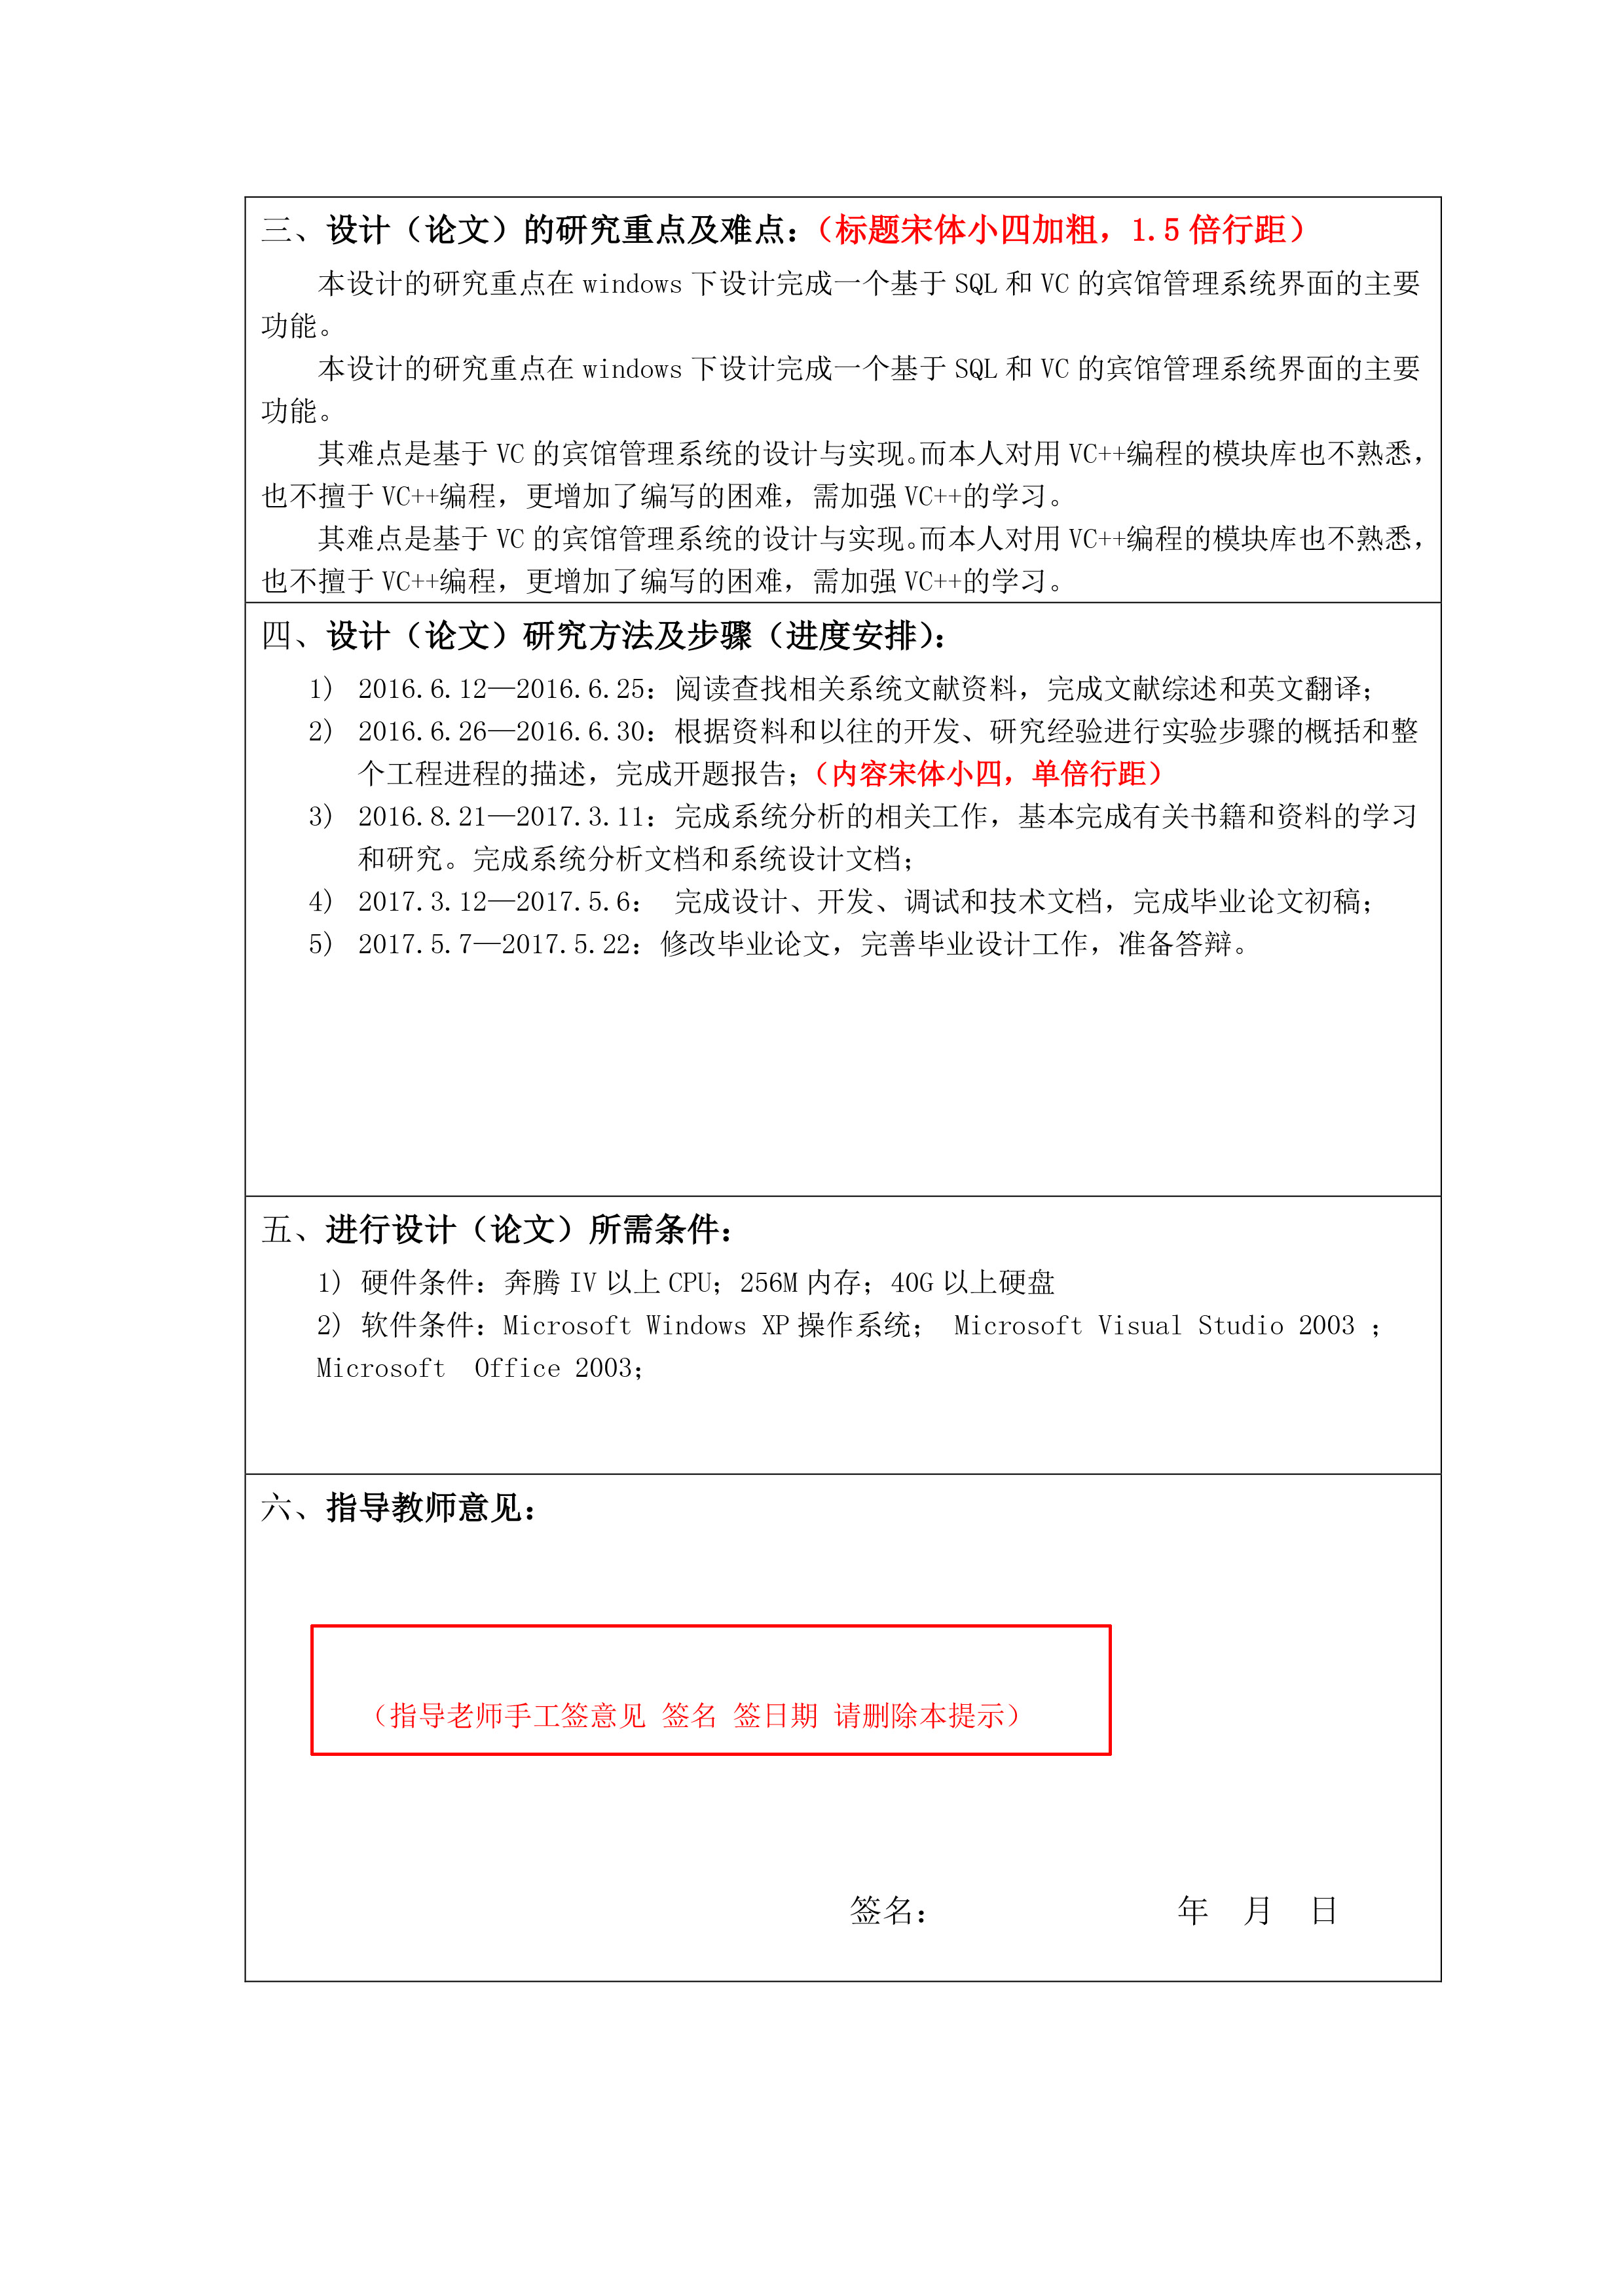 三、设计（论文）的研究重点及难点：（标题宋体小四加粗，1.5 倍行距）
本设计的研究重点在 windows 下设计完成一个基于 SQL 和 VC 的宾馆管理系统界面的主要
功能。
本设计的研究重点在 windows 下设计完成一个基于 SQL 和 VC 的宾馆管理系统界面的主要
功能。
其难点是基于 VC 的宾馆管理系统的设计与实现。而本人对用 VC++编程的模块库也不熟悉，
也不擅于 VC++编程，更增加了编写的困难，需加强 VC++的学习。
其难点是基于 VC 的宾馆管理系统的设计与实现。而本人对用 VC++编程的模块库也不熟悉，
也不擅于 VC++编程，更增加了编写的困难，需加强 VC++的学习。
四、设计（论文）研究方法及步骤（进度安排）：
1) 2016.6.12—2016.6.25：阅读查找相关系统文献资料，完成文献综述和英文翻译；
2) 2016.6.26—2016.6.30：根据资料和以往的开发、研究经验进行实验步骤的概括和整
个工程进程的描述，完成开题报告；（内容宋体小四，单倍行距）
3) 2016.8.21—2017.3.11：完成系统分析的相关工作，基本完成有关书籍和资料的学习
和研究。完成系统分析文档和系统设计文档；
4) 2017.3.12—2017.5.6： 完成设计、开发、调试和技术文档，完成毕业论文初稿；
5) 2017.5.7—2017.5.22：修改毕业论文，完善毕业设计工作，准备答辩。
五、进行设计（论文）所需条件：
1) 硬件条件：奔腾 IV 以上 CPU；256M 内存；40G 以上硬盘
2) 软件条件：Microsoft Windows XP 操作系统； Microsoft Visual Studio 2003 ；
Microsoft Office 2003；
六、指导教师意见：
（指导老师手工签意见 签名 签日期 请删除本提示）
签名： 年 月 日